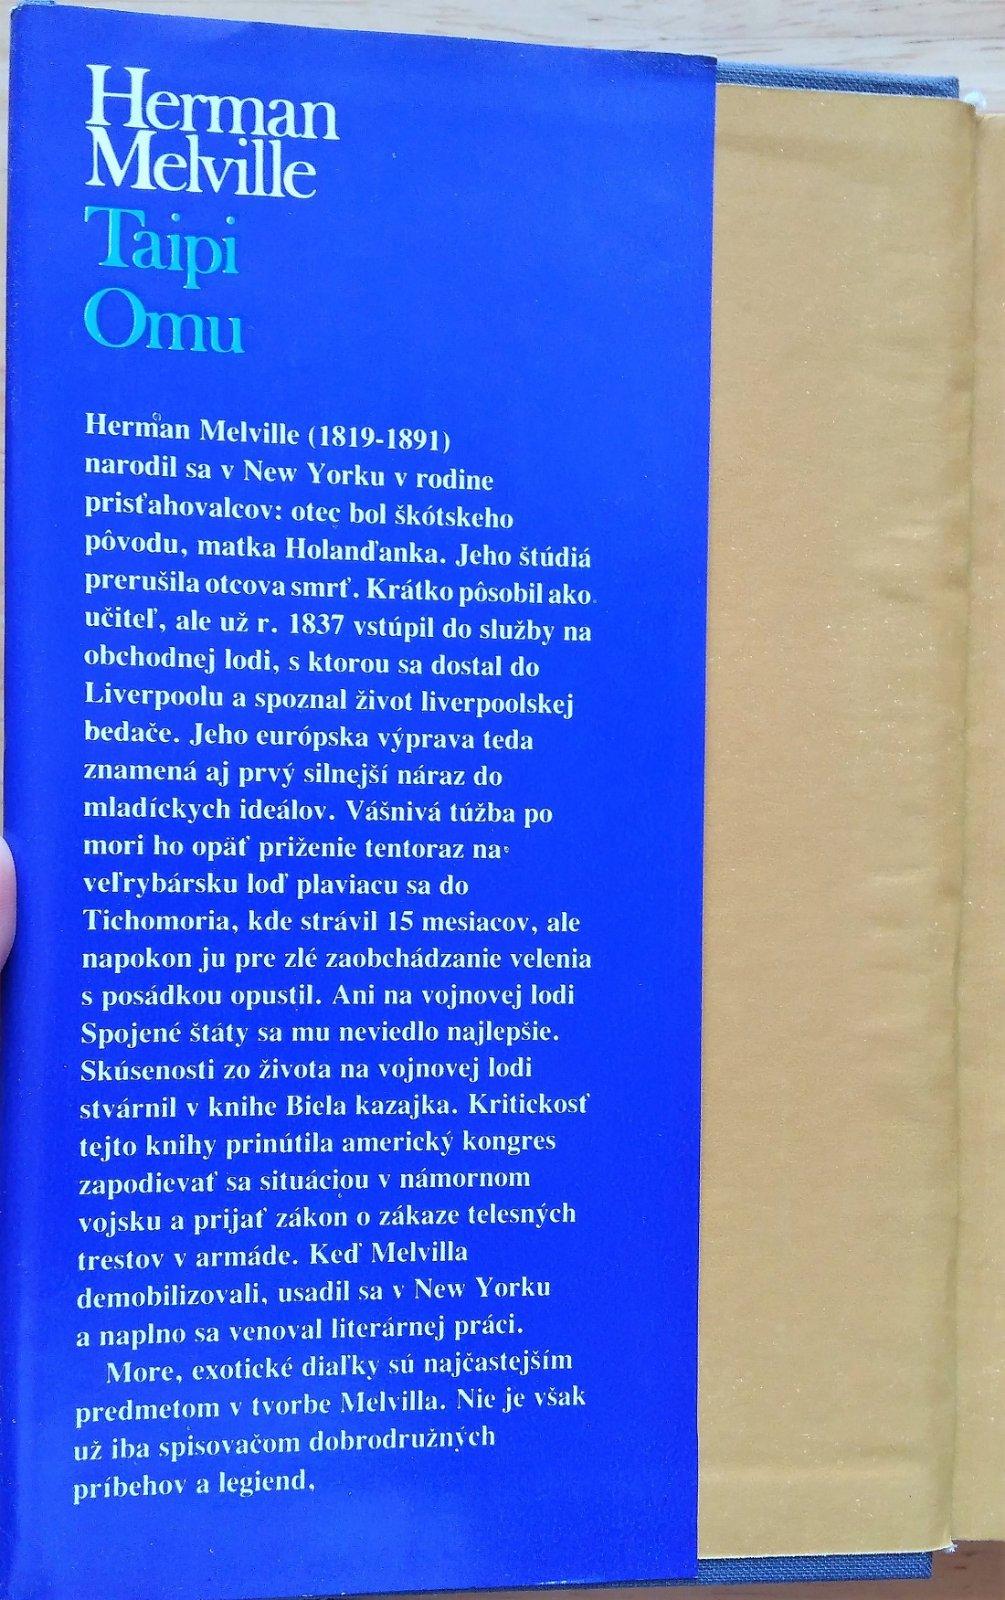 Herman
Melville
Taipi
Omu
Herman Melville (1819-1891)
narodil sa v New Yorku v rodine
prisťahovalcov: otec bol škótskeho
pôvodu, matka Holanďanka. Jeho štúdiá
prerušila otcova smrť. Krátko pôsobil ako
učiteľ, ale už r. 1837 vstúpil do služby na
obchodnej lodi, s ktorou sa dostal do
Liverpoolu a spoznal život liverpoolskej
bedače. Jeho európska výprava teda
znamená aj prvý silnejší náraz do
mladíckych ideálov. Vášnivá túžba po
mori ho opäť priženie tentoraz na
veľrybársku loď plaviacu sa do
Tichomoria, kde strávil 15 mesiacov, ale
napokon ju pre zlé zaobchádzanie velenia
s posádkou opustil. Ani na vojnovej lodi
Spojené štáty sa mu neviedlo najlepšie.
Skúsenosti zo života na vojnovej lodi
stvárnil v knihe Biela kazajka. Kritickosť
tejto knihy prinútila americký kongres
zapodievať sa situáciou v námornom
vojsku a prijať zákon o zákaze telesných
trestov v armáde. Keď Melvilla
demobilizovali, usadil sa v New Yorku
a naplno sa venoval literárnej práci.
More, exotické diaľky sú najčastejším
predmetom v tvorbe Melvilla. Nie je však
už iba spisovačom dobrodružných
príbehov a legiend,